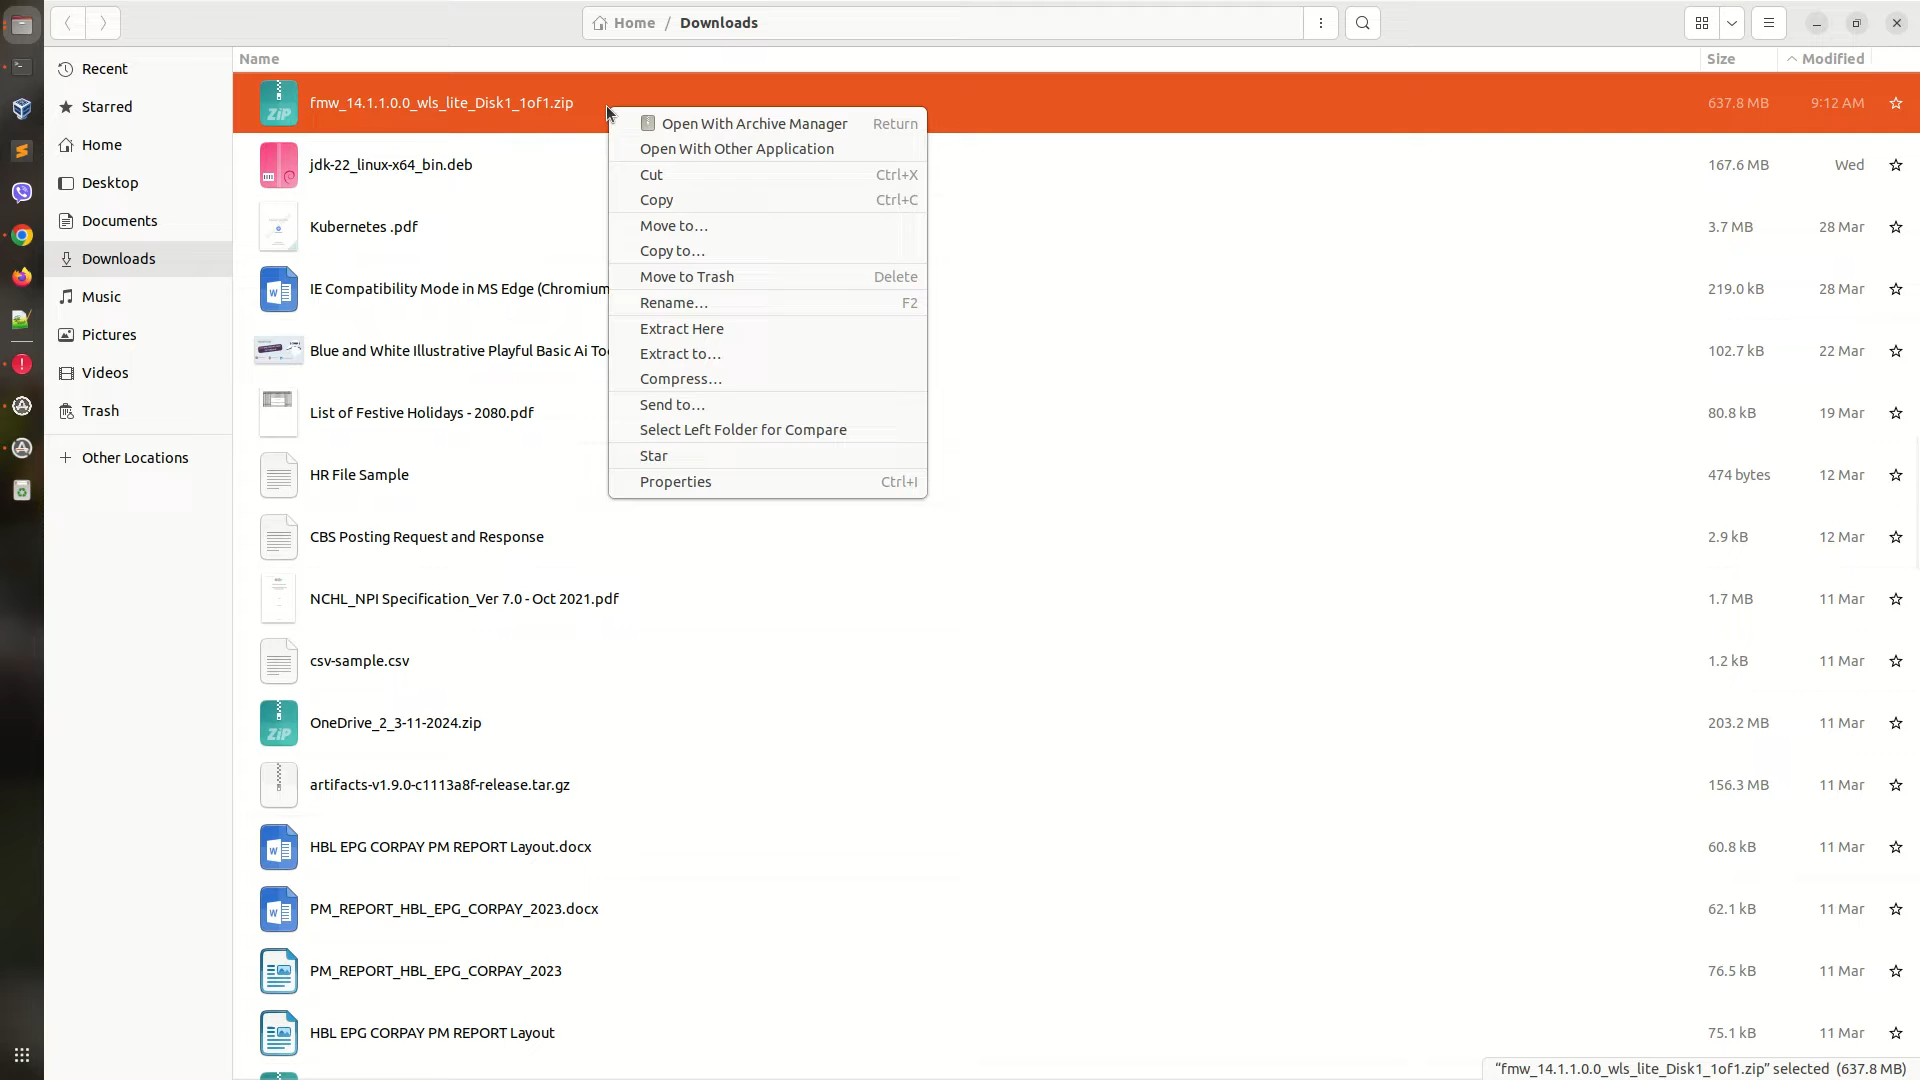 Home / Downloads
Recent
Starred
Home
Desktop
Documents
Downloads
Music
Pictures
Videos
Trash
Other Locations
Name Size Modified
fmw_14.1.1.0.0_wls_lite_Disk1_1of1.zip 637.8 MB 9:12 AM
jdk-22_linux-x64_bin.deb 167.6 MB Wed
Kubernetes .pdf 3.7 MB 28 Mar
IE Compatibility Mode in MS Edge (Chromium 219.0 kB 28 Mar
Blue and White Illustrative Playful Basic Ai 102.7 kB 22 Mar
List of Festive Holidays - 2080.pdf 80.8 kB 19 Mar
HR File Sample 474 bytes 12 Mar
CBS Posting Request and Response 2.9 kB 12 Mar
NCHL_NPI Specification_Ver 7.0 - Oct 2021.pdf 1.7 MB 11 Mar
csv-sample.csv 1.2 kB 11 Mar
ZiP OneDrive_2_3-11-2024.zip 203.2 MB 11 Mar
artifacts-v1.9.0-c1113a8f-release.tar.gz 156.3 MB 11 Mar
HBL EPG CORPAY PM REPORT Layout.docx 60.8 kB 11 Mar
PM_REPORT_HBL_EPG_CORPAY_2023.docx 62.1 kB 11 Mar
PM_REPORT_HBL_EPG_CORPAY_2023 76.5 kB 11 Mar
HBL EPG CORPAY PM REPORT Layout 75.1 kB 11 Mar
Open With Archive Manager Return
Open With Other Application
Cut Ctrl+X
Copy Ctrl+C
Move to…
Copy to…
Move to Trash Delete
Rename… F2
Extract Here
Extract to…
Compress…
Send to…
Select Left Folder for Compare
Star
Properties Ctrl+I
“fmw_14.1.1.0.0_wls_lite_Disk1_1of1.zip” selected (637.8 MB)